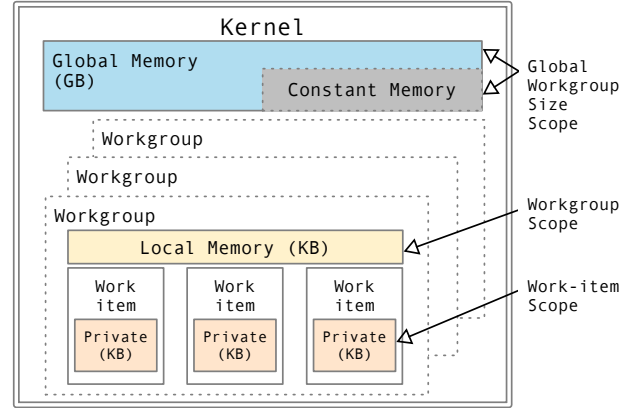 Kernel
Global Memory
(GB)
Constant Memory
Global
Workgroup
Size
Scope
Workgroup
Workgroup
Workgroup
Workgroup
Scope
Local Memory (KB)
Work
item
Work
item
Work
item
Work-item
Scope
Private
(KB)
Private
(KB)
Private
(KB)